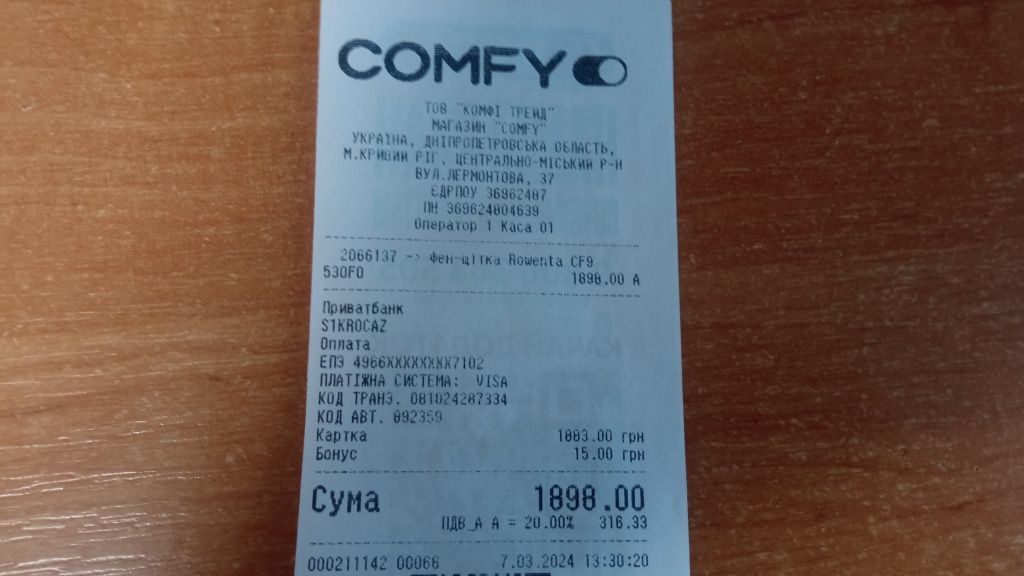 COMFY
ТОВ "КОМФІ ТРЕЙД"
МАГАЗИН "COMFY"
УКРАЇНА, ДНІПРОПЕТРОВСЬКА ОБЛАСТЬ,
М.КРИВИЙ РІГ, ЦЕНТРАЛЬНО-МІСЬКИЙ Р-Н
ВУЛ.ЛЕРМОНТОВА, 37
ЄДРПОУ 36962487
ПН 369624804639
Оператор 1 Каса 01
2066137 -> Фен-щітка Rowenta CF9
530F0 1898.00 А
Приватбанк
S1KR0CAZ
Оплата
ЕПЗ 4966XXXXXXXX7102
ПЛАТІЖНА СИСТЕМА: VISA
КОД ТРАНЗ. 081024287334
КОД АВТ. 892359
Картка 1883.00 грн
Бонус 15.00 грн
Сума 1898.00
ПДВ_А А = 20.00% 316.33
000211142 00066 7.03.2024 13:30:20